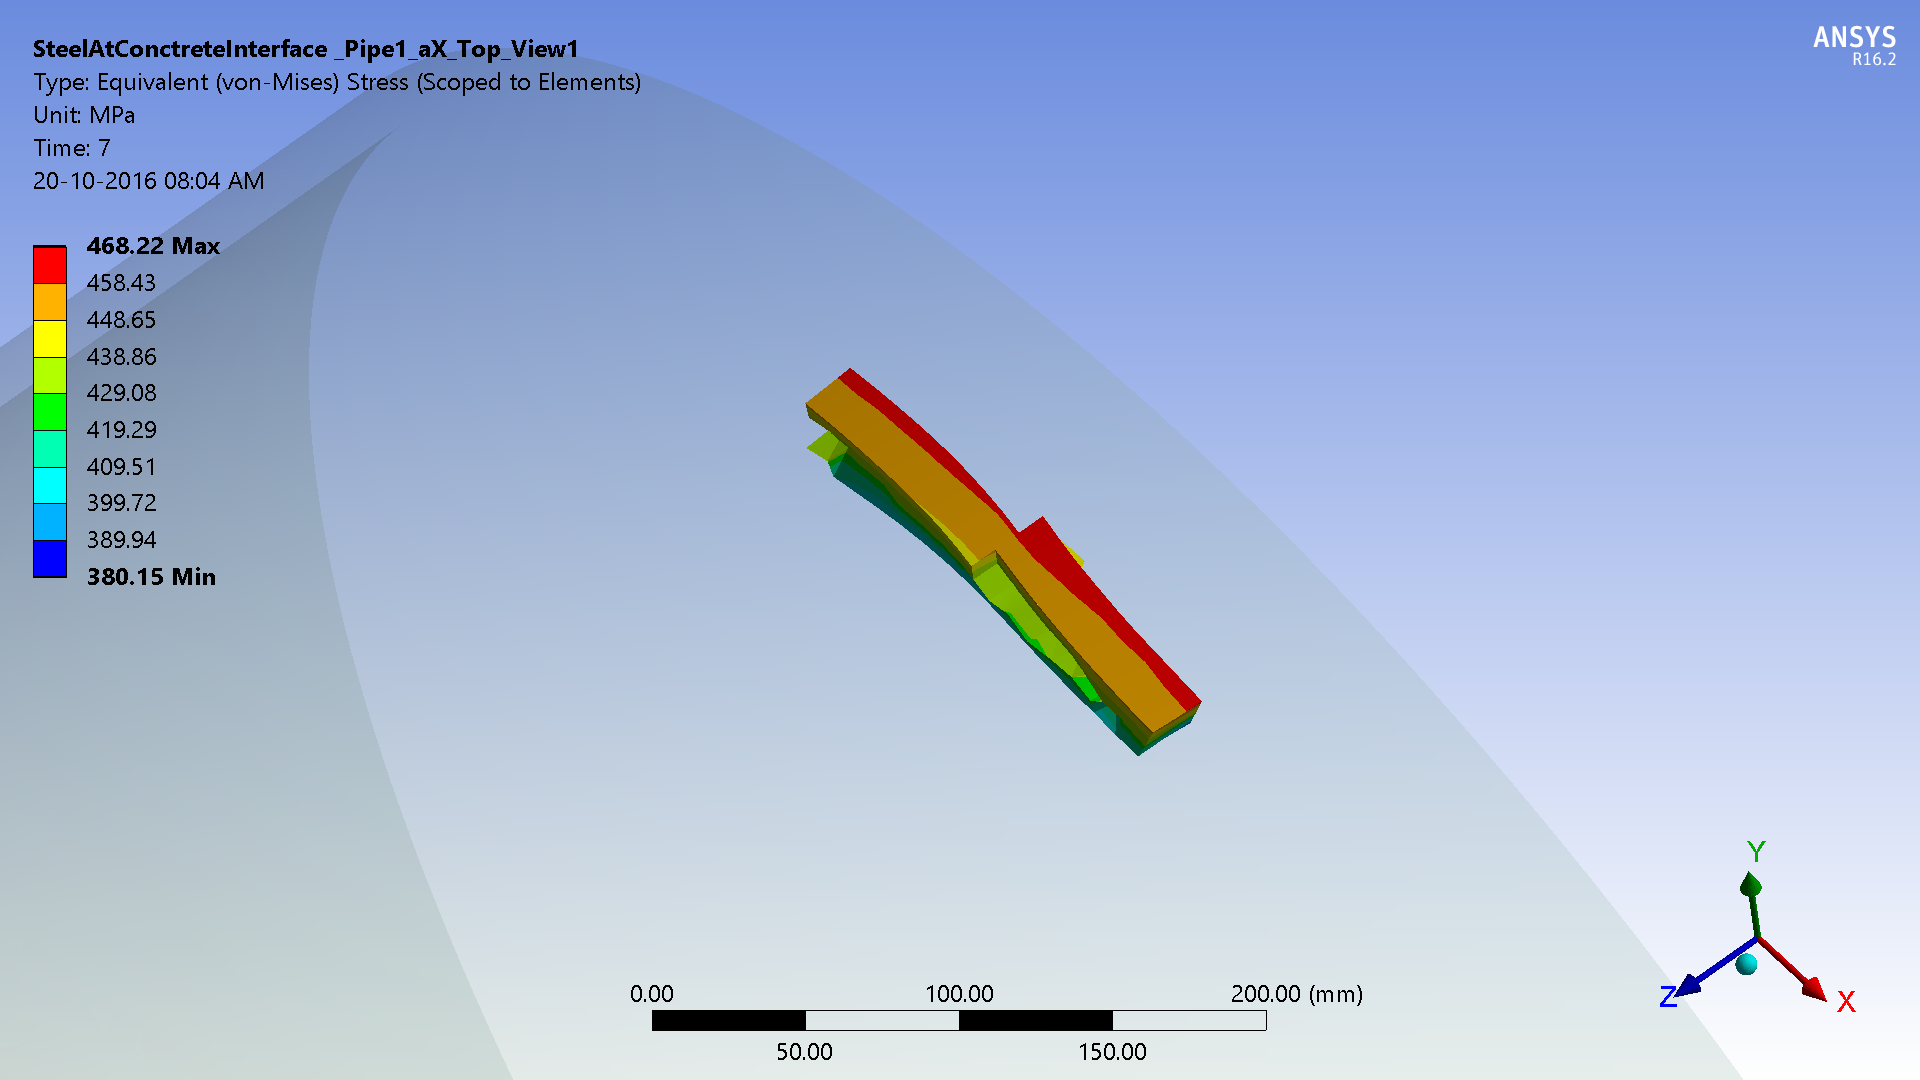 SteelAtConctreteInterface _Pipe1_aX_Top_View1
Type: Equivalent (von-Mises) Stress (Scoped to Elements)
Unit: MPa
Time: 7
20-10-2016 08:04 AM
ANSYS
R16.2
468.22 Max
458.43
448.65
438.86
429.08
419.29
409.51
399.72
389.94
380.15 Min
Y
Z
X
0.00 100.00 200.00 (mm)
50.00 150.00